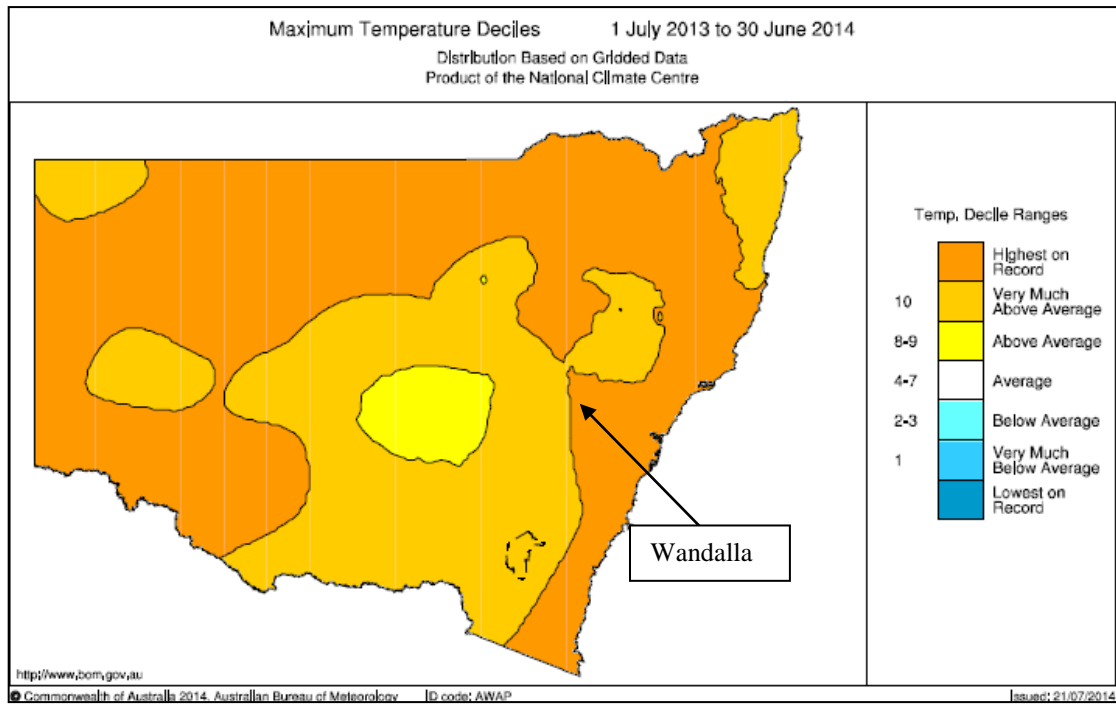 Maximum Temperature Deciles 1 July 2013 to 30 June 2014
Distribution Based on Gridded Data
Product of the National Climate Centre
Temp. Decile Ranges
Highest on
Record
10 Very Much
Above Average
8-9 Above Average
4-7 Average
2-3 Below Average
1 Very Much
Below Average
Lowest on
Record
Wandalla
http://www.bom.gov.au
© Commonwealth of Australia 2014, Australian Bureau of Meteorology ID code: AWAP Issued: 21/07/2014